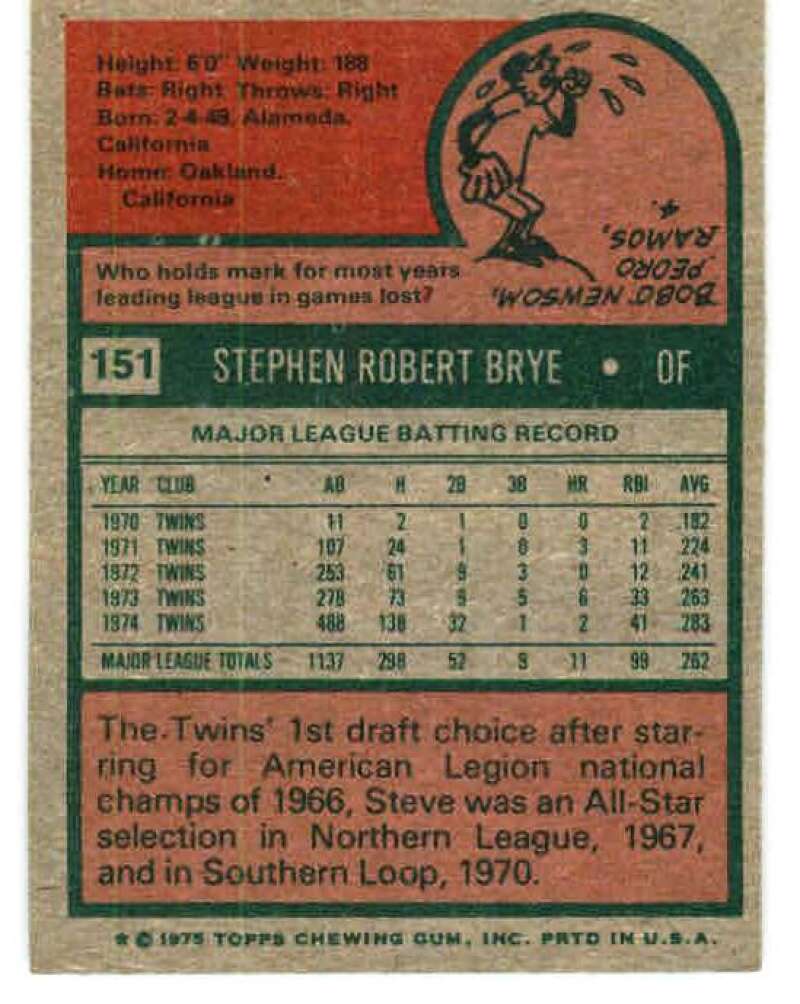 Height: 6'0" Weight: 188
Bats: Right Throws: Right
Born: 2-4-49, Alameda,
California
Home: Oakland,
California
Who holds mark for most years
leading league in games lost?
BOBO NEWSOM,
PEDRO
RAMOS,
4.
151 STEPHEN ROBERT BRYE • OF
MAJOR LEAGUE BATTING RECORD
YEAR CLUB AB H 2B 3B HR RBI AVG
1970 TWINS 11 2 1 0 0 2 .182
1971 TWINS 107 24 1 0 3 11 .224
1972 TWINS 253 61 9 3 0 12 .241
1973 TWINS 278 73 9 5 6 33 .263
1974 TWINS 488 138 32 1 2 41 .283
MAJOR LEAGUE TOTALS 1137 298 52 9 11 99 .262
The Twins' 1st draft choice after star-
ring for American Legion national
champs of 1966, Steve was an All-Star
selection in Northern League, 1967,
and in Southern Loop, 1970.
* © 1975 TOPPS CHEWING GUM, INC. PRTD IN U.S.A.